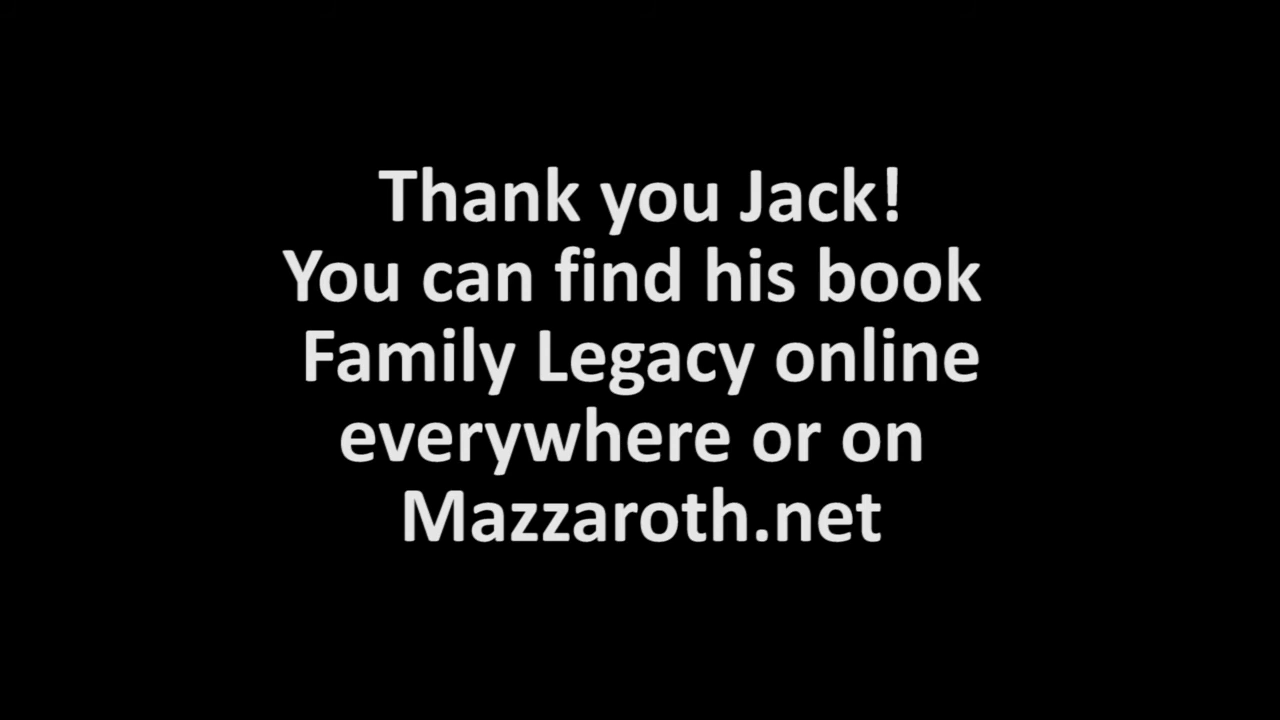 Thank you Jack!
You can find his book
Family Legacy online
everywhere or on
Mazzaroth.net